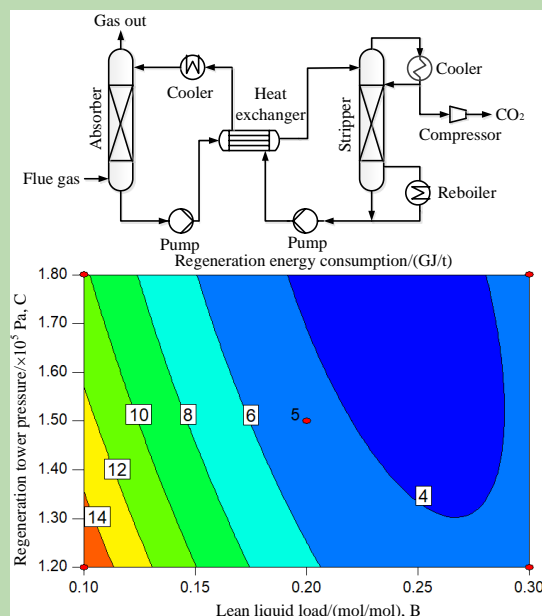 Gas out
Absorber
Cooler
Heat
exchanger
Flue gas
Pump
Pump
Stripper
Cooler
CO₂
Compressor
Reboiler
Regeneration energy consumption/(GJ/t)
Regeneration tower pressure/×10⁵ Pa, C
1.80
1.70
1.60
1.50
1.40
1.30
1.20
14
12
10
8
6
5
4
0.10
0.15
0.20
0.25
0.30
Lean liquid load/(mol/mol), B